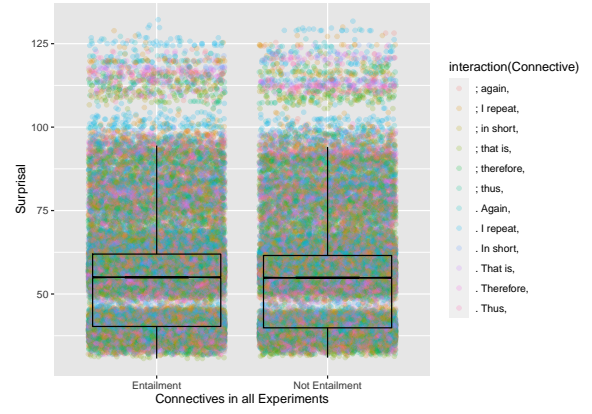 125
100
75
50
Surprisal
Entailment
Not Entailment
Connectives in all Experiments
interaction(Connective)
; again,
; I repeat,
; in short,
; that is,
; therefore,
; thus,
. Again,
. I repeat,
. In short,
. That is,
. Therefore,
. Thus,